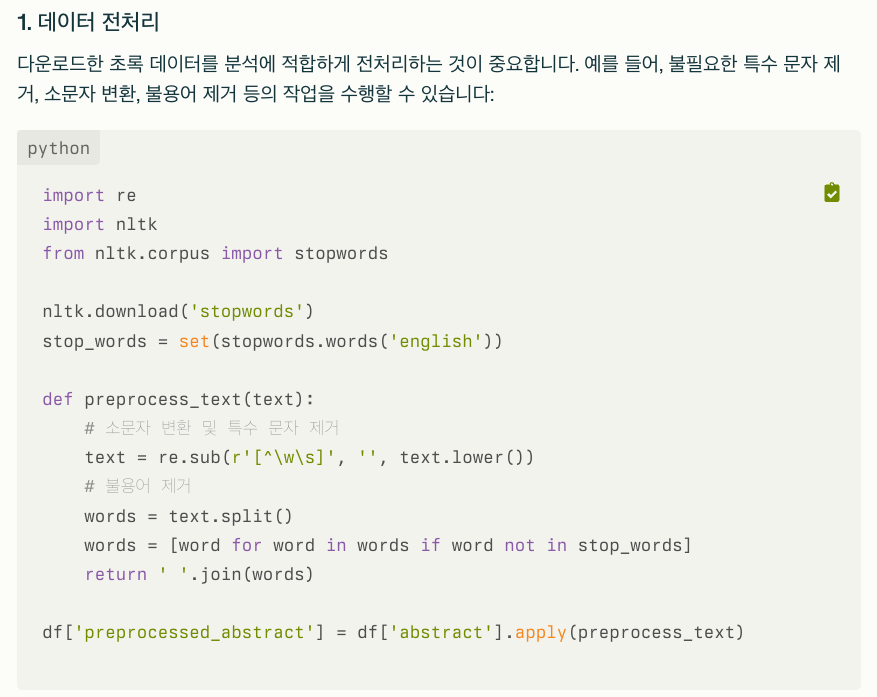 1. 데이터 전처리
다운로드한 초록 데이터를 분석에 적합하게 전처리하는 것이 중요합니다. 예를 들어, 불필요한 특수 문자 제
거, 소문자 변환, 불용어 제거 등의 작업을 수행할 수 있습니다:
python
import re
import nltk
from nltk.corpus import stopwords
nltk.download('stopwords')
stop_words = set(stopwords.words('english'))
def preprocess_text(text):
    # 소문자 변환 및 특수 문자 제거
    text = re.sub(r'[^\w\s]', '', text.lower())
    # 불용어 제거
    words = text.split()
    words = [word for word in words if word not in stop_words]
    return ' '.join(words)
df['preprocessed_abstract'] = df['abstract'].apply(preprocess_text)